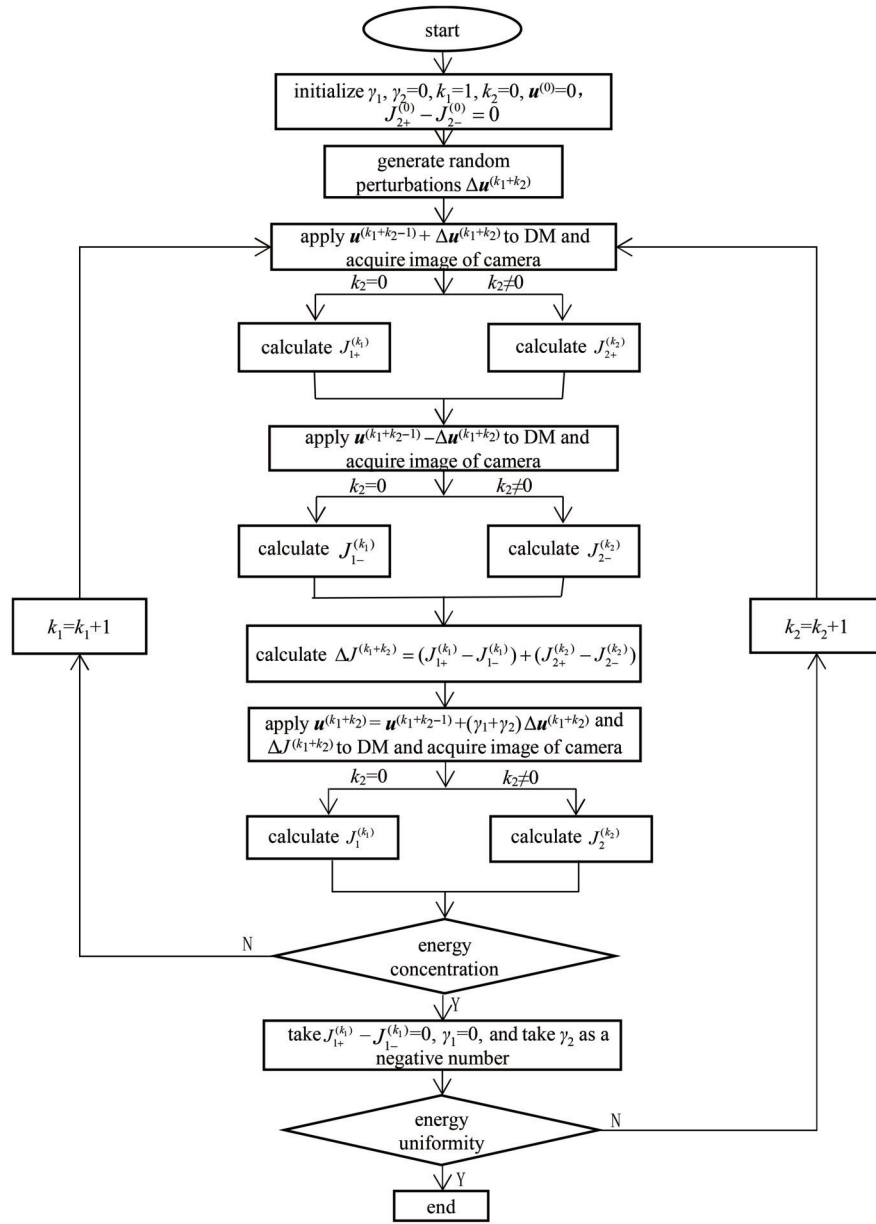 start
initialize γ₁, γ₂=0, k₁=1, k₂=0, u⁽⁰⁾=0,
J₂₊⁽⁰⁾ − J₂₋⁽⁰⁾ = 0
generate random
perturbations Δu^(k₁+k₂)
apply u^(k₁+k₂−1) + Δu^(k₁+k₂) to DM and
acquire image of camera
k₂=0 k₂≠0
calculate J₁₊^(k₁) calculate J₂₊^(k₂)
apply u^(k₁+k₂−1) − Δu^(k₁+k₂) to DM and
acquire image of camera
k₂=0 k₂≠0
calculate J₁₋^(k₁) calculate J₂₋^(k₂)
k₁=k₁+1 k₂=k₂+1
calculate ΔJ^(k₁+k₂) = (J₁₊^(k₁) − J₁₋^(k₁)) + (J₂₊^(k₂) − J₂₋^(k₂))
apply u^(k₁+k₂) = u^(k₁+k₂−1) + (γ₁+γ₂) Δu^(k₁+k₂) and
ΔJ^(k₁+k₂) to DM and acquire image of camera
k₂=0 k₂≠0
calculate J₁^(k₁) calculate J₂^(k₂)
N
energy
concentration
Y
take J₁₊^(k₁) − J₁₋^(k₁)=0, γ₁=0, and take γ₂ as a
negative number
energy
uniformity
N
Y
end